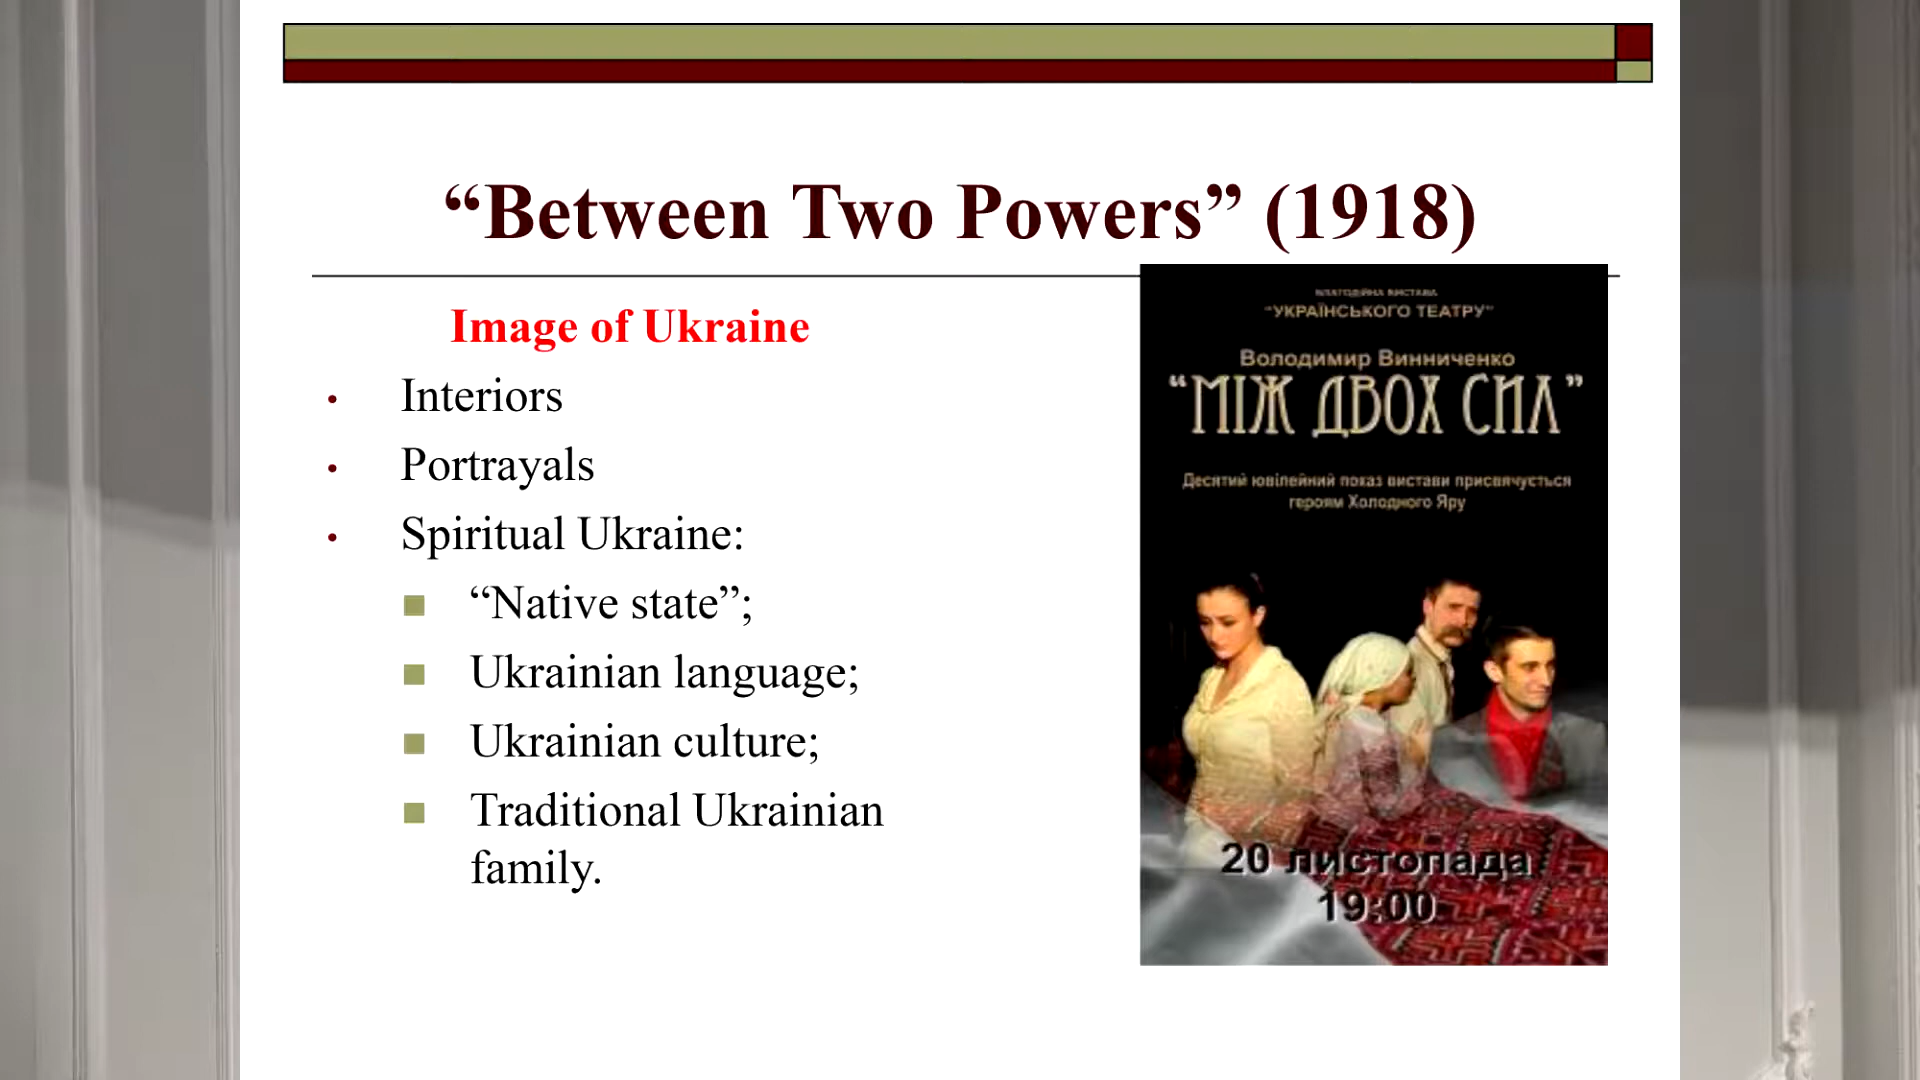 “Between Two Powers” (1918)
Image of Ukraine
• Interiors
• Portrayals
• Spiritual Ukraine:
“Native state”;
Ukrainian language;
Ukrainian culture;
Traditional Ukrainian
family.
БЛАГОДІЙНА ВИСТАВА
“УКРАЇНСЬКОГО ТЕАТРУ”
Володимир Винниченко
“МІЖ ДВОХ СИЛ”
Десятий ювілейний показ вистави присвячується
героям Холодного Яру
20 листопада
19:00